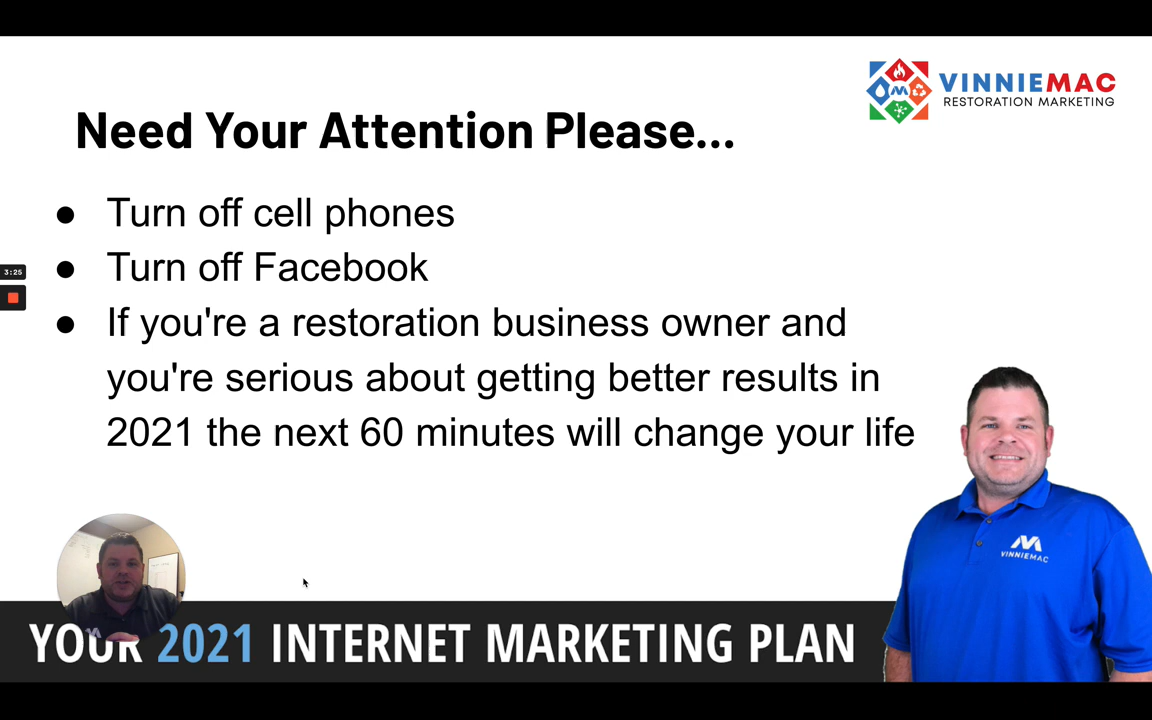 VINNIEMAC
RESTORATION MARKETING
Need Your Attention Please...
● Turn off cell phones
● Turn off Facebook
3:25
● If you're a restoration business owner and
you're serious about getting better results in
2021 the next 60 minutes will change your life
VINNIEMAC
YOUR 2021 INTERNET MARKETING PLAN